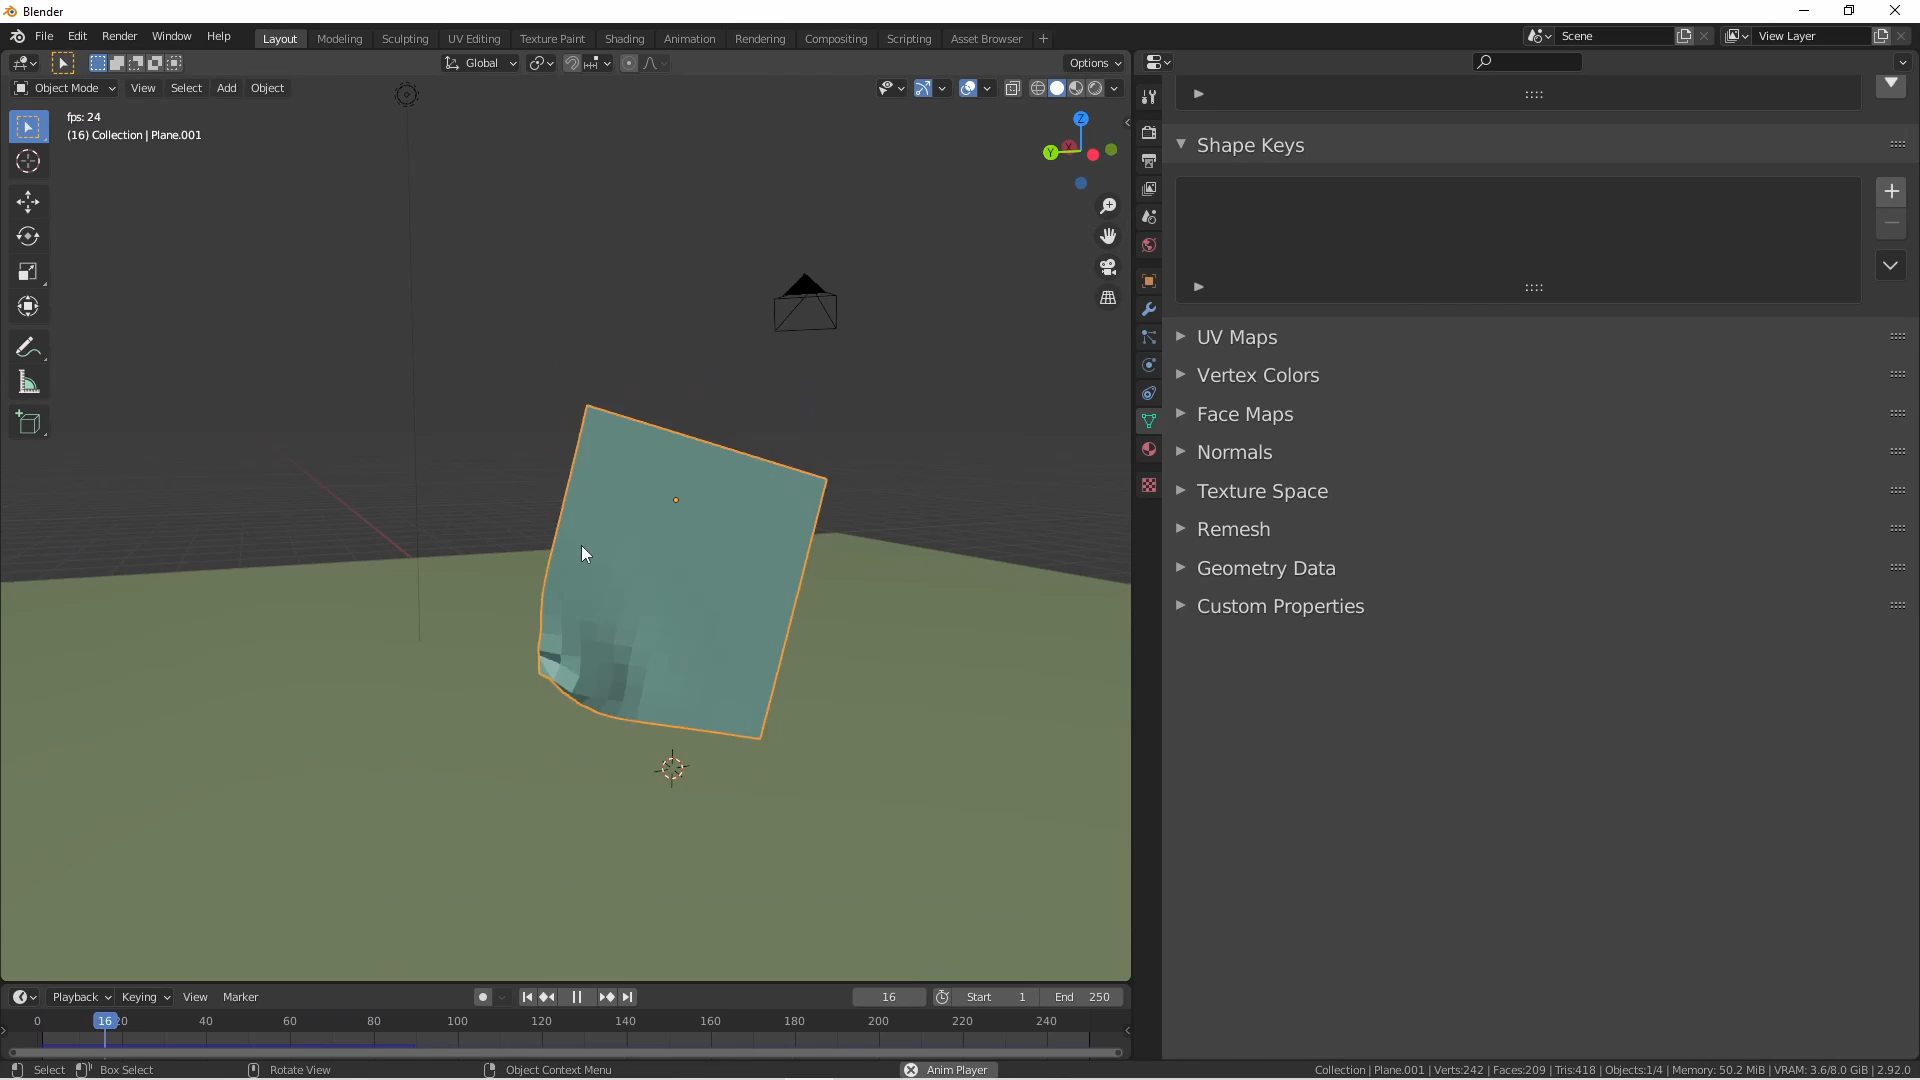 Blender
File Edit Render Window Help
Layout Modeling Sculpting UV Editing Texture Paint Shading Animation Rendering Compositing Scripting Asset Browser +
Scene
View Layer
Global
Options
Object Mode View Select Add Object
fps: 24
(16) Collection | Plane.001
Z
Y
X
Shape Keys
UV Maps
Vertex Colors
Face Maps
Normals
Texture Space
Remesh
Geometry Data
Custom Properties
Playback Keying View Marker
16
Start 1
End 250
0 16 20 40 60 80 100 120 140 160 180 200 220 240
Select Box Select Rotate View Object Context Menu Anim Player Collection | Plane.001 | Verts:242 | Faces:209 | Tris:418 | Objects:1/4 | Memory: 50.2 MiB | VRAM: 3.6/8.0 GiB | 2.92.0